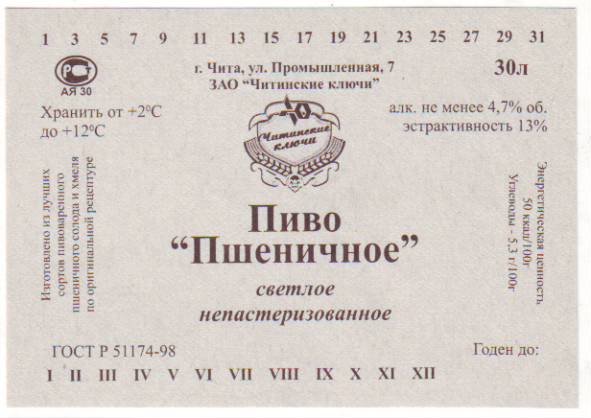 1 3 5 7 9 11 13 15 17 19 21 23 25 27 29 31
РСТ
АЯ 30
г. Чита, ул. Промышленная, 7
ЗАО “Читинские ключи”
30л
Хранить от +2°С
до +12°С
алк. не менее 4,7% об.
эстрактивность 13%
Читинские
ключи
Изготовлено из лучших
сортов пивоваренного
пшеничного солода и хмеля
по оригинальной рецептуре
Пиво
“Пшеничное”
светлое
непастеризованное
Энергетическая ценность
50 ккал/100г
Углеводы - 5,3 г/100г
ГОСТ Р 51174-98
Годен до:
I II III IV V VI VII VIII IX X XI XII